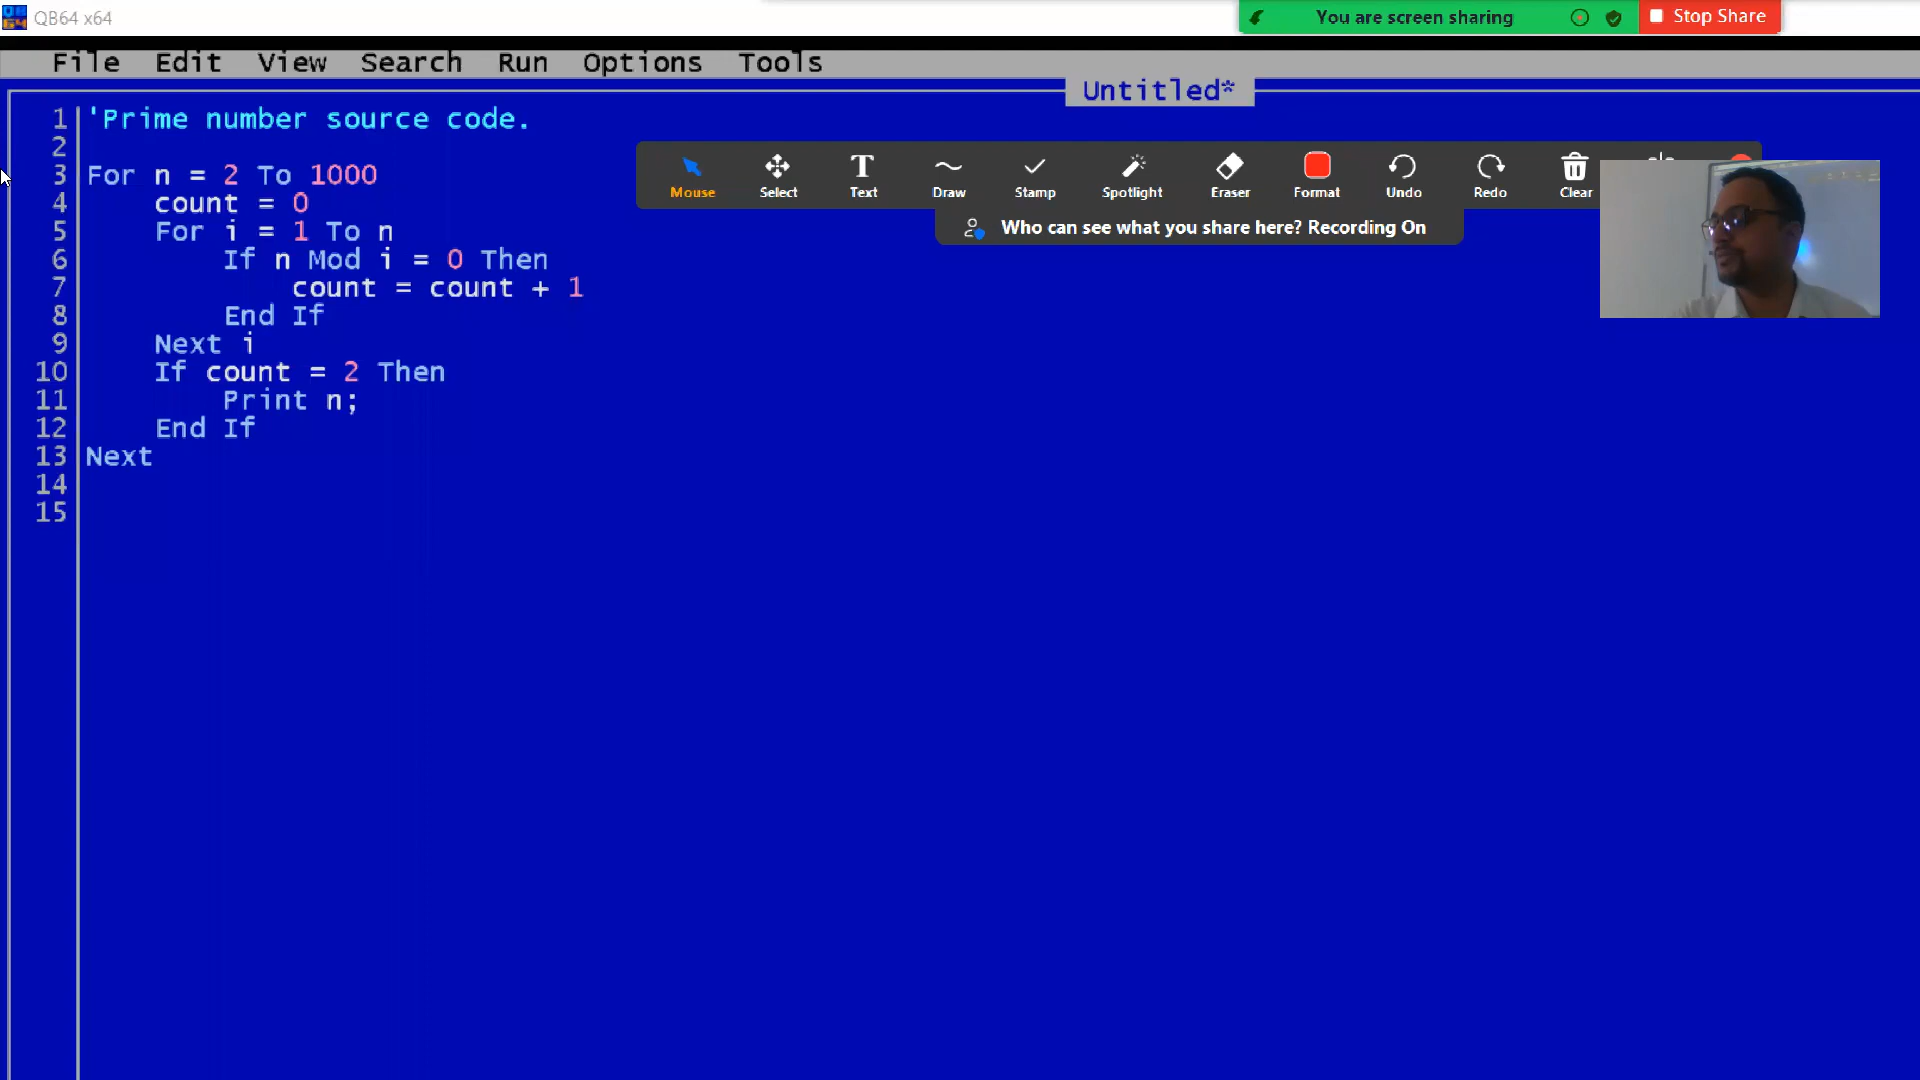 QB64 x64
You are screen sharing
Stop Share
File Edit View Search Run Options Tools
Untitled*
1 'Prime number source code.
2
3 For n = 2 To 1000
4 count = 0
5 For i = 1 To n
6 If n Mod i = 0 Then
7 count = count + 1
8 End If
9 Next i
10 If count = 2 Then
11 Print n;
12 End If
13 Next
14
15
Mouse Select Text Draw Stamp Spotlight Eraser Format Undo Redo Clear
Who can see what you share here? Recording On